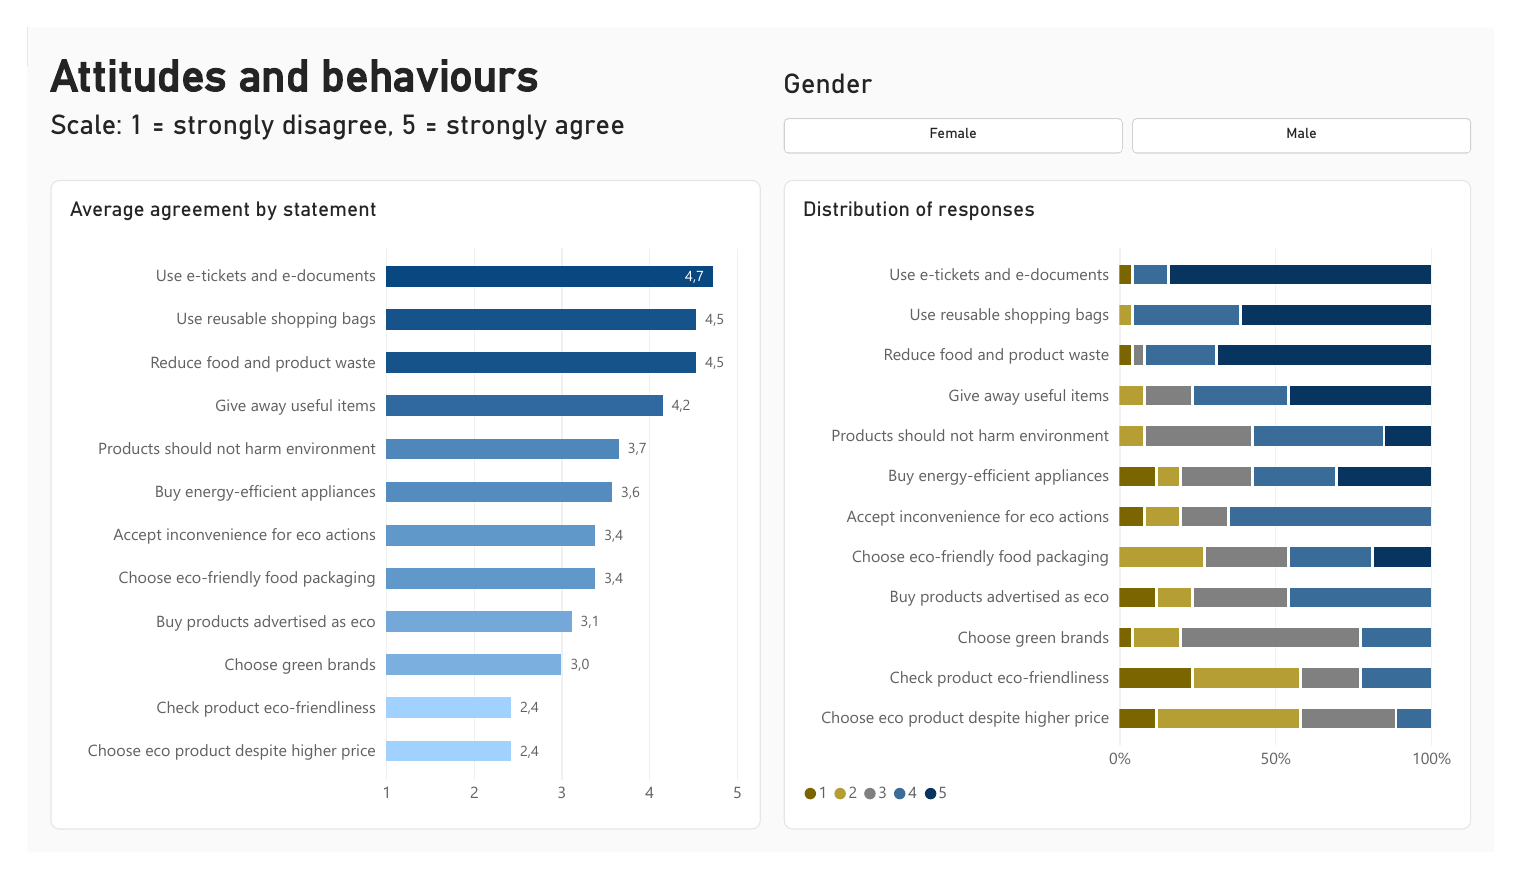 Attitudes and behaviours
Scale: 1 = strongly disagree, 5 = strongly agree
Gender
Female
Male
Average agreement by statement
Use e-tickets and e-documents 4,7
Use reusable shopping bags 4,5
Reduce food and product waste 4,5
Give away useful items 4,2
Products should not harm environment 3,7
Buy energy-efficient appliances 3,6
Accept inconvenience for eco actions 3,4
Choose eco-friendly food packaging 3,4
Buy products advertised as eco 3,1
Choose green brands 3,0
Check product eco-friendliness 2,4
Choose eco product despite higher price 2,4
1 2 3 4 5
Distribution of responses
Use e-tickets and e-documents
Use reusable shopping bags
Reduce food and product waste
Give away useful items
Products should not harm environment
Buy energy-efficient appliances
Accept inconvenience for eco actions
Choose eco-friendly food packaging
Buy products advertised as eco
Choose green brands
Check product eco-friendliness
Choose eco product despite higher price
0% 50% 100%
1 2 3 4 5